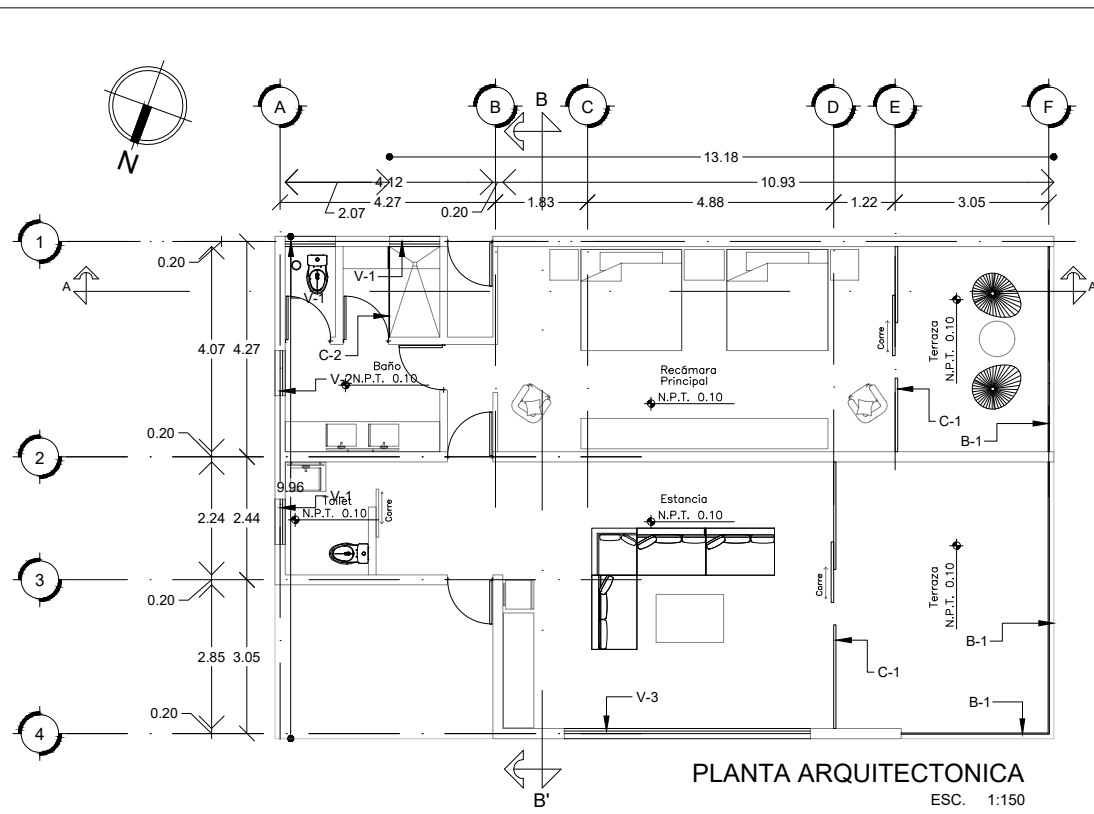 A
B
B
C
D
E
F
N
13.18
4.12
10.93
2.07
4.27
0.20
1.83
4.88
1.22
3.05
1
0.20
A
A
V-1
V-1
4.07
4.27
C-2
Baño
V-2
N.P.T. 0.10
Recámara
Principal
N.P.T. 0.10
Corre
Terraza
N.P.T. 0.10
C-1
B-1
0.20
2
9.96
V-1
Toilet
N.P.T. 0.10
Corre
Estancia
N.P.T. 0.10
2.24
2.44
3
0.20
Corre
Terraza
N.P.T. 0.10
B-1
2.85
3.05
C-1
V-3
B-1
0.20
4
B'
PLANTA ARQUITECTONICA
ESC. 1:150